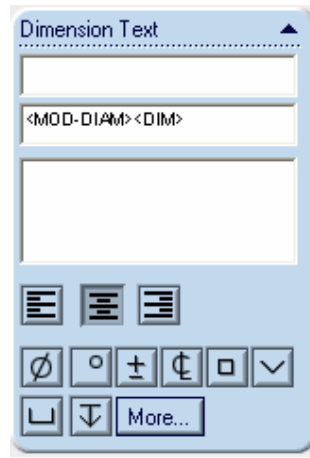 Dimension Text
<MOD-DIAM><DIM>
Ø ° ± ℄ □ ⌵
⌴ ↧ More...